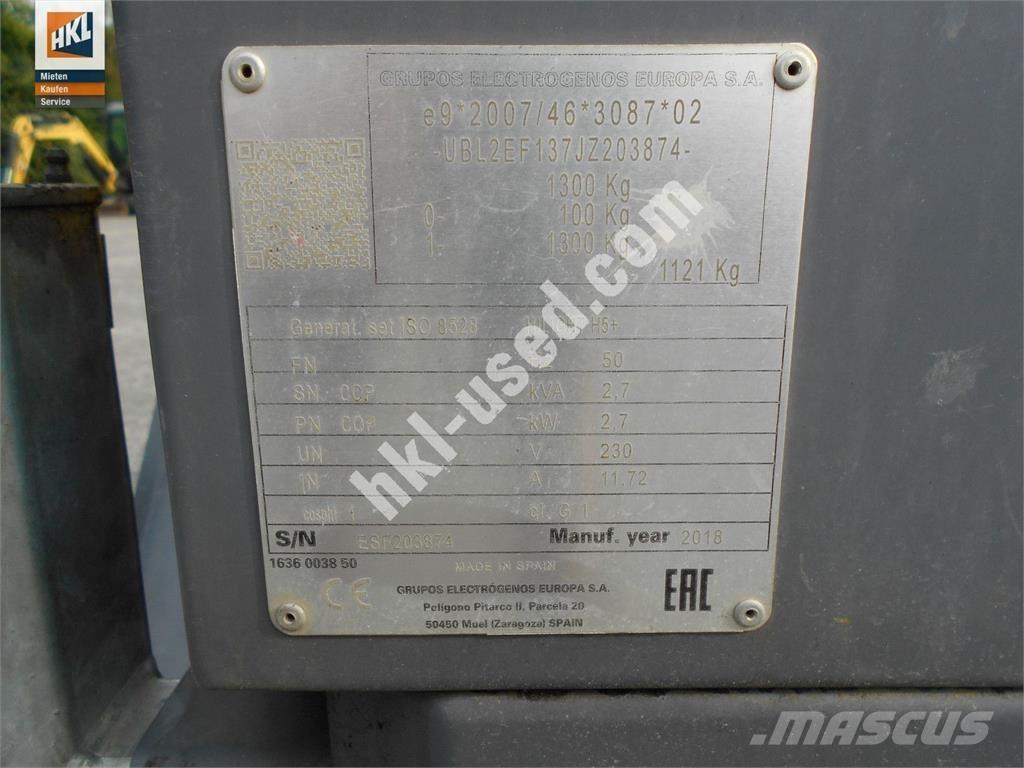 HKL
Mieten
Kaufen
Service
GRUPOS ELECTROGENOS EUROPA S.A.
e9*2007/46*3087*02
-UBL2EF137JZ203874-
1300 Kg
0- 100 Kg
1- 1300 Kg
1121 Kg
Generat. set ISO 8528 H5+
FN 50
SN COP kVA 2,7
PN COP kW 2,7
UN V 230
IN A 11.72
cosphi 1 cl. G 1
S/N ESF203874 Manuf. year 2018
1636 0038 50 MADE IN SPAIN
CE GRUPOS ELECTRÓGENOS EUROPA S.A. EAC
Polígono Pitarco II, Parcela 20
50450 Muel (Zaragoza) SPAIN
hkl-used.com
MASCUS